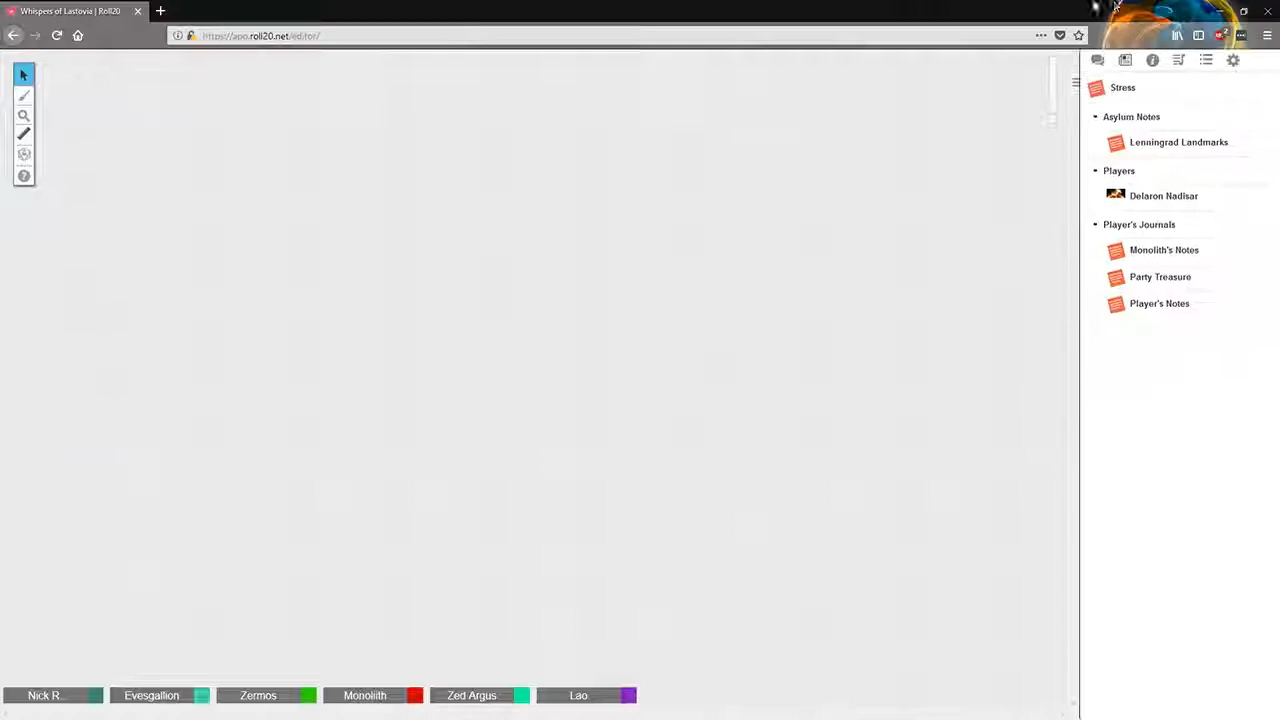 Whispers of Lastovia | Roll20
https://app.roll20.net/editor/
2
Stress
Asylum Notes
Lenningrad Landmarks
Players
Delaron Nadisar
Player's Journals
Monolith's Notes
Party Treasure
Player's Notes
Nick R...
Evesgallion
Zermos
Monolith
Zed Argus
Lao